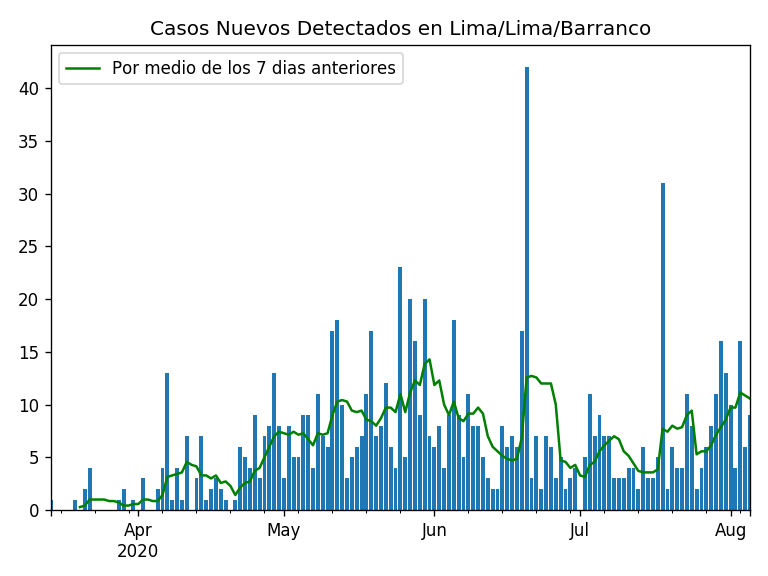 Casos Nuevos Detectados en Lima/Lima/Barranco
Por medio de los 7 dias anteriores
40
35
30
25
20
15
10
5
0
Apr
2020
May
Jun
Jul
Aug